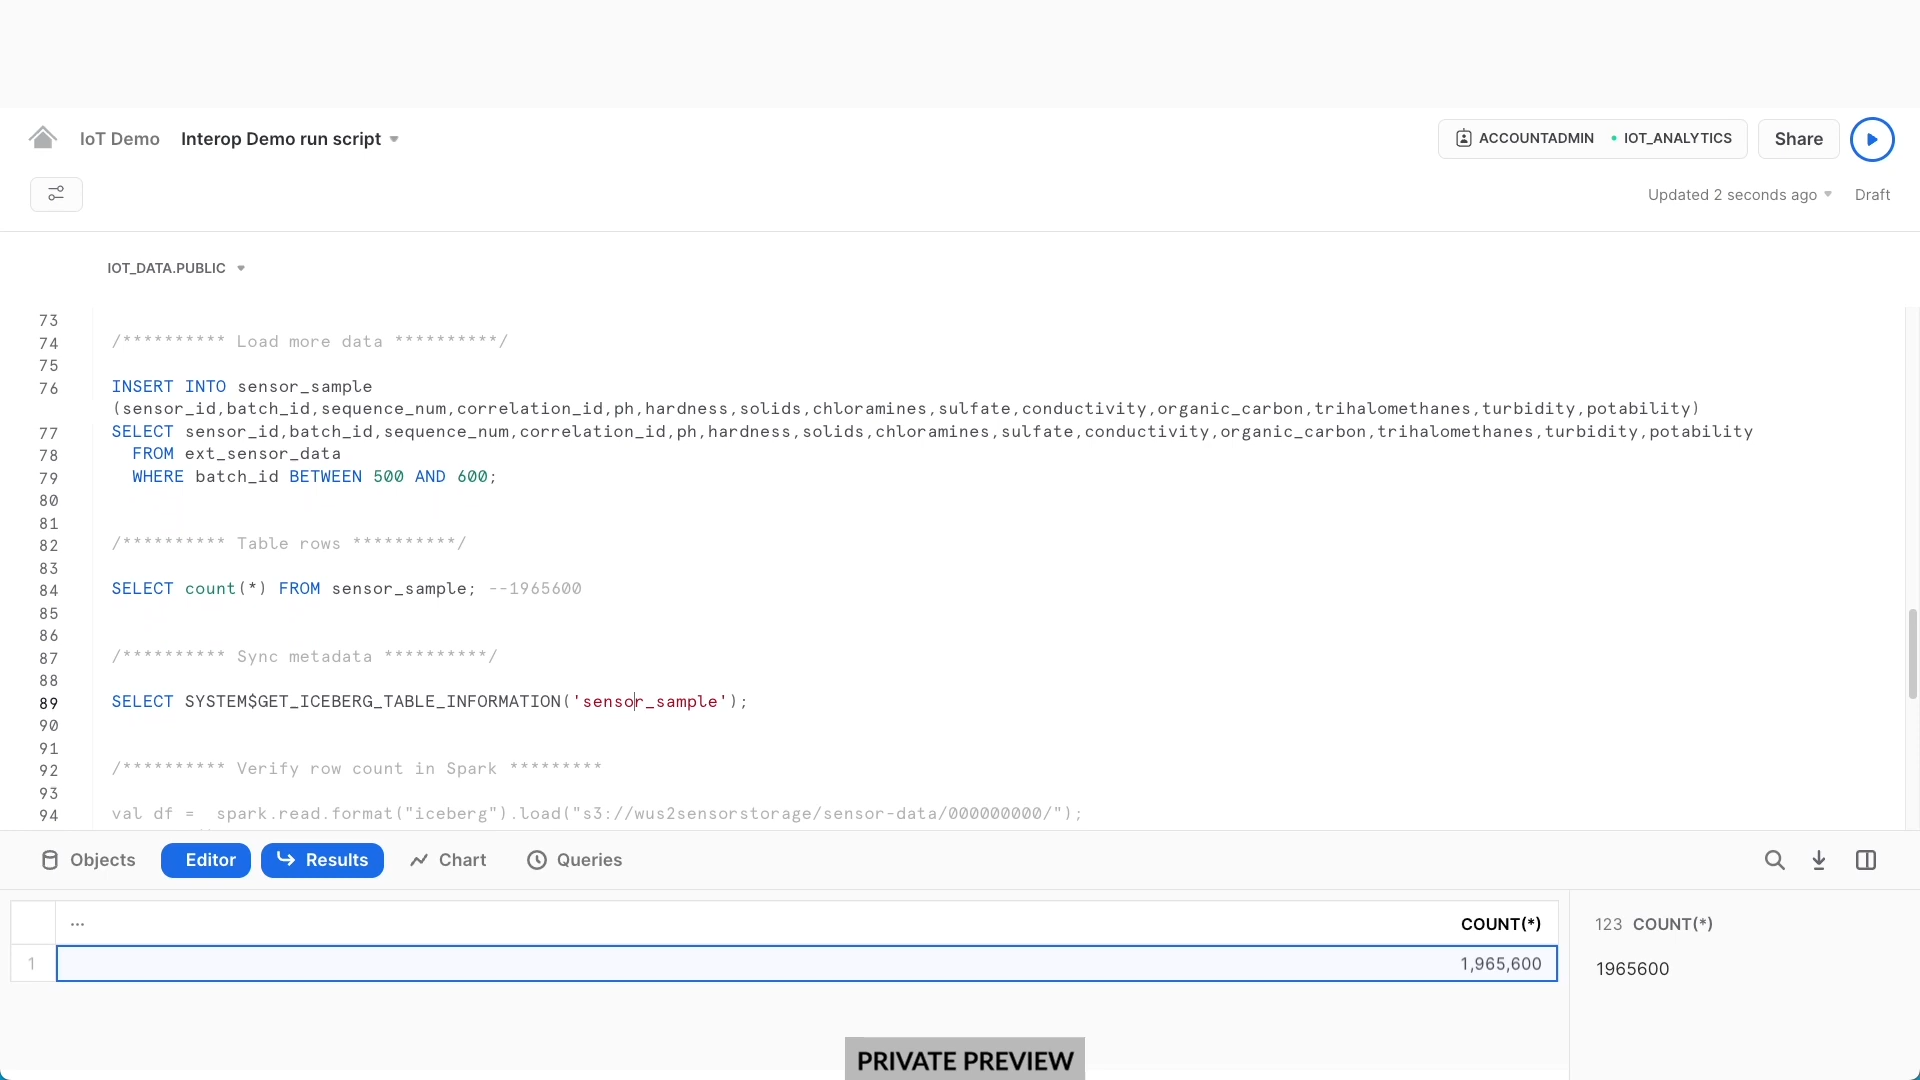 IoT Demo Interop Demo run script
ACCOUNTADMIN • IOT_ANALYTICS Share
Updated 2 seconds ago Draft
IOT_DATA.PUBLIC
73
74 /********** Load more data **********/
75
76 INSERT INTO sensor_sample
(sensor_id,batch_id,sequence_num,correlation_id,ph,hardness,solids,chloramines,sulfate,conductivity,organic_carbon,trihalomethanes,turbidity,potability)
77 SELECT sensor_id,batch_id,sequence_num,correlation_id,ph,hardness,solids,chloramines,sulfate,conductivity,organic_carbon,trihalomethanes,turbidity,potability
78 FROM ext_sensor_data
79 WHERE batch_id BETWEEN 500 AND 600;
80
81
82 /********** Table rows **********/
83
84 SELECT count(*) FROM sensor_sample; --1965600
85
86
87 /********** Sync metadata **********/
88
89 SELECT SYSTEM$GET_ICEBERG_TABLE_INFORMATION('sensor_sample');
90
91
92 /********** Verify row count in Spark *********
93
94 val df =  spark.read.format("iceberg").load("s3://wus2sensorstorage/sensor-data/000000000/");
Objects Editor Results Chart Queries
... COUNT(*)
1 1,965,600
123 COUNT(*)
1965600
PRIVATE PREVIEW